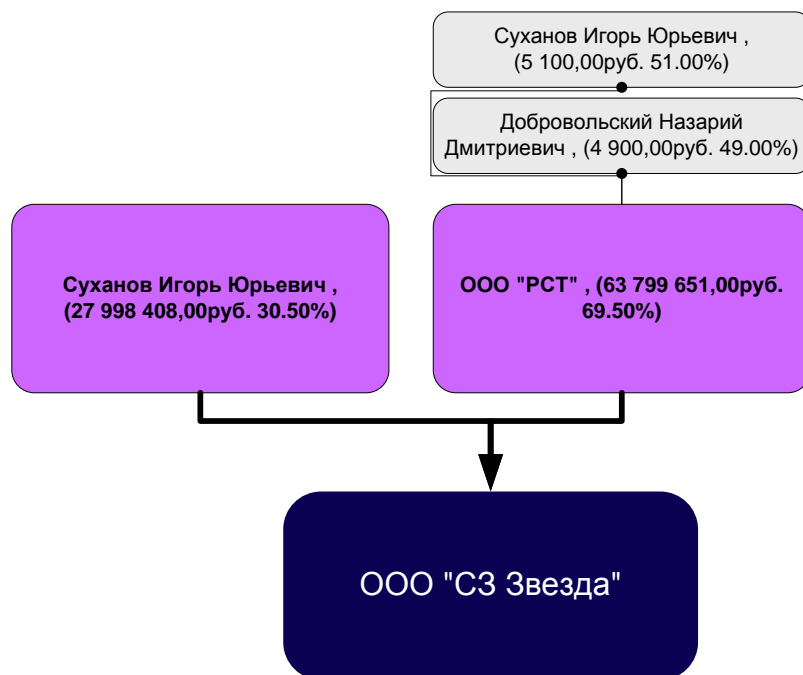 Суханов Игорь Юрьевич ,
(5 100,00руб. 51.00%)
Добровольский Назарий
Дмитриевич , (4 900,00руб. 49.00%)
Суханов Игорь Юрьевич ,
(27 998 408,00руб. 30.50%)
ООО "РСТ" , (63 799 651,00руб.
69.50%)
ООО "СЗ Звезда"